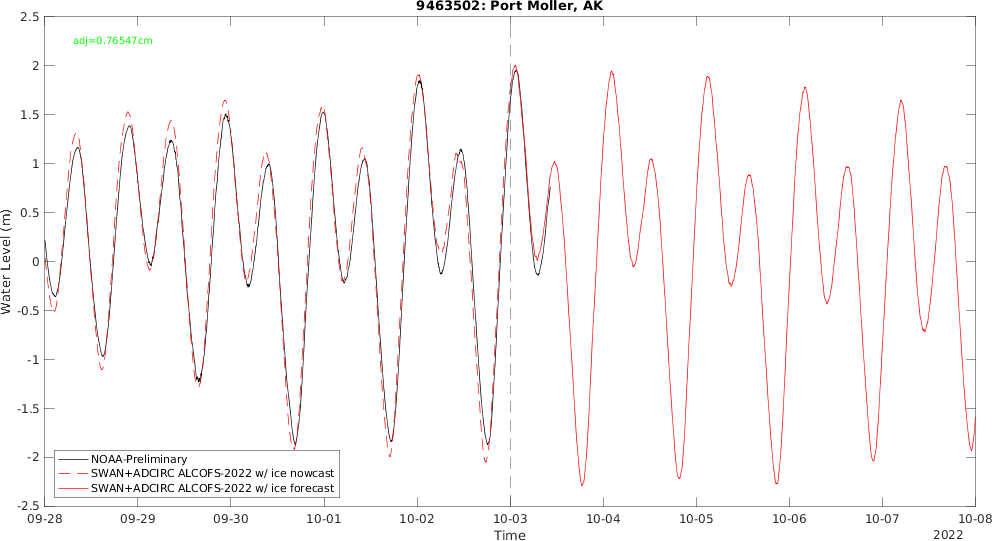 9463502: Port Moller, AK
adj=0.76547cm
2.5
2
1.5
1
0.5
0
-0.5
-1
-1.5
-2
-2.5
Water Level (m)
NOAA-Preliminary
SWAN+ADCIRC ALCOFS-2022 w/ ice nowcast
SWAN+ADCIRC ALCOFS-2022 w/ ice forecast
09-28 09-29 09-30 10-01 10-02 10-03 10-04 10-05 10-06 10-07 10-08
Time
2022